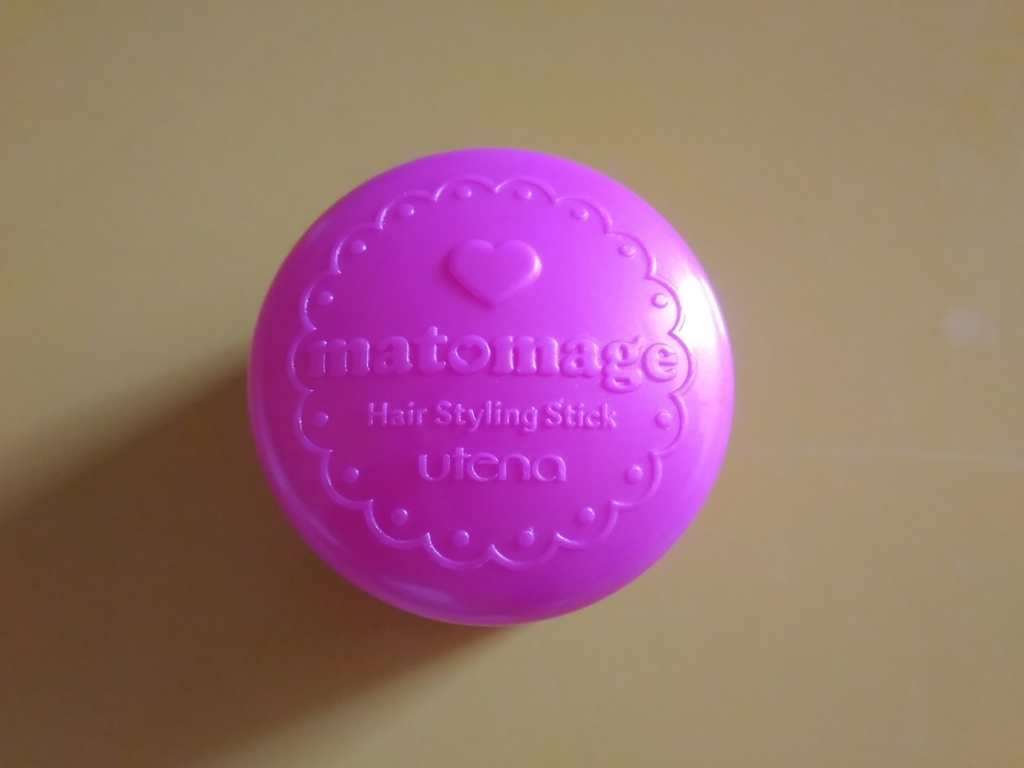 matomage
Hair Styling Stick
utena